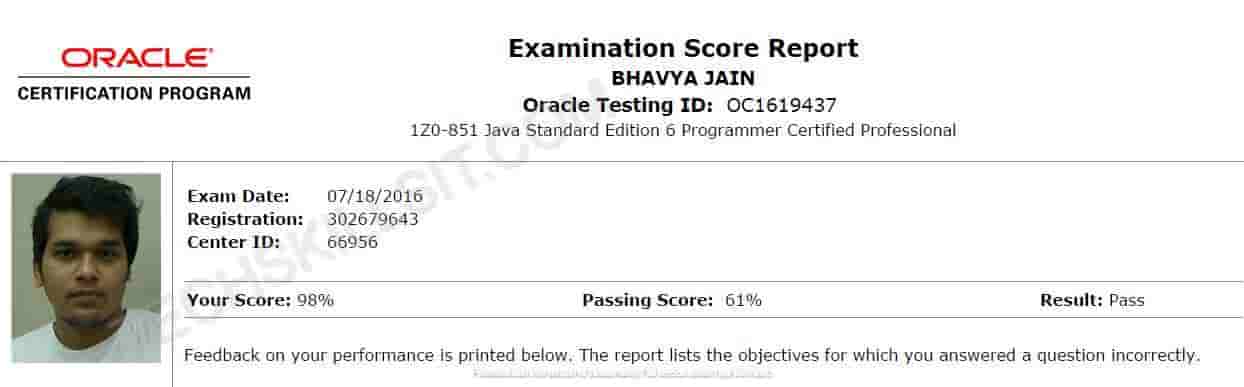 Examination Score Report
ORACLE
CERTIFICATION PROGRAM
BHAVYA JAIN
Oracle Testing ID: OC1619437
1Z0-851 Java Standard Edition 6 Programmer Certified Professional
Exam Date: 07/18/2016
Registration: 302679643
Center ID: 66956
Your Score: 98% Passing Score: 61% Result: Pass
Feedback on your performance is printed below. The report lists the objectives for which you answered a question incorrectly.